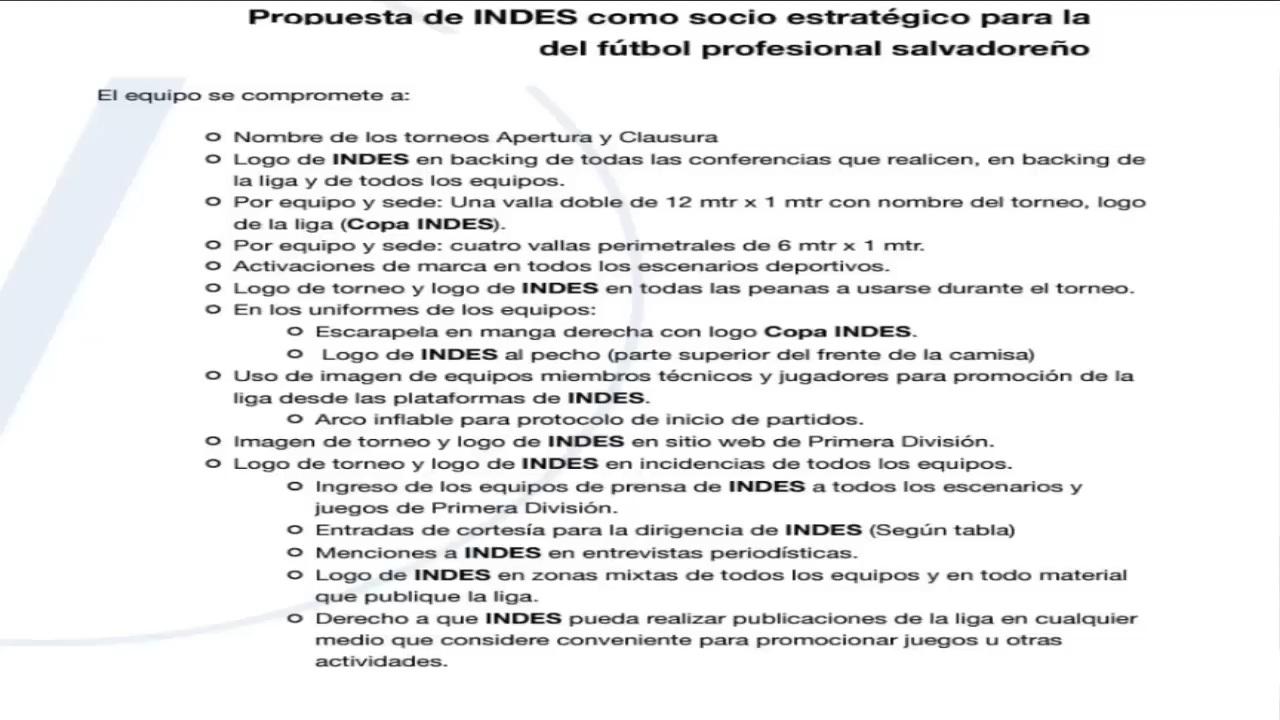 Propuesta de INDES como socio estratégico para la
del fútbol profesional salvadoreño
El equipo se compromete a:
Nombre de los torneos Apertura y Clausura
Logo de INDES en backing de todas las conferencias que realicen, en backing de
la liga y de todos los equipos.
Por equipo y sede: Una valla doble de 12 mtr x 1 mtr con nombre del torneo, logo
de la liga (Copa INDES).
Por equipo y sede: cuatro vallas perimetrales de 6 mtr x 1 mtr.
Activaciones de marca en todos los escenarios deportivos.
Logo de torneo y logo de INDES en todas las peanas a usarse durante el torneo.
En los uniformes de los equipos:
Escarapela en manga derecha con logo Copa INDES.
Logo de INDES al pecho (parte superior del frente de la camisa)
Uso de imagen de equipos miembros técnicos y jugadores para promoción de la
liga desde las plataformas de INDES.
Arco inflable para protocolo de inicio de partidos.
Imagen de torneo y logo de INDES en sitio web de Primera División.
Logo de torneo y logo de INDES en incidencias de todos los equipos.
Ingreso de los equipos de prensa de INDES a todos los escenarios y
juegos de Primera División.
Entradas de cortesía para la dirigencia de INDES (Según tabla)
Menciones a INDES en entrevistas periodísticas.
Logo de INDES en zonas mixtas de todos los equipos y en todo material
que publique la liga.
Derecho a que INDES pueda realizar publicaciones de la liga en cualquier
medio que considere conveniente para promocionar juegos u otras
actividades.